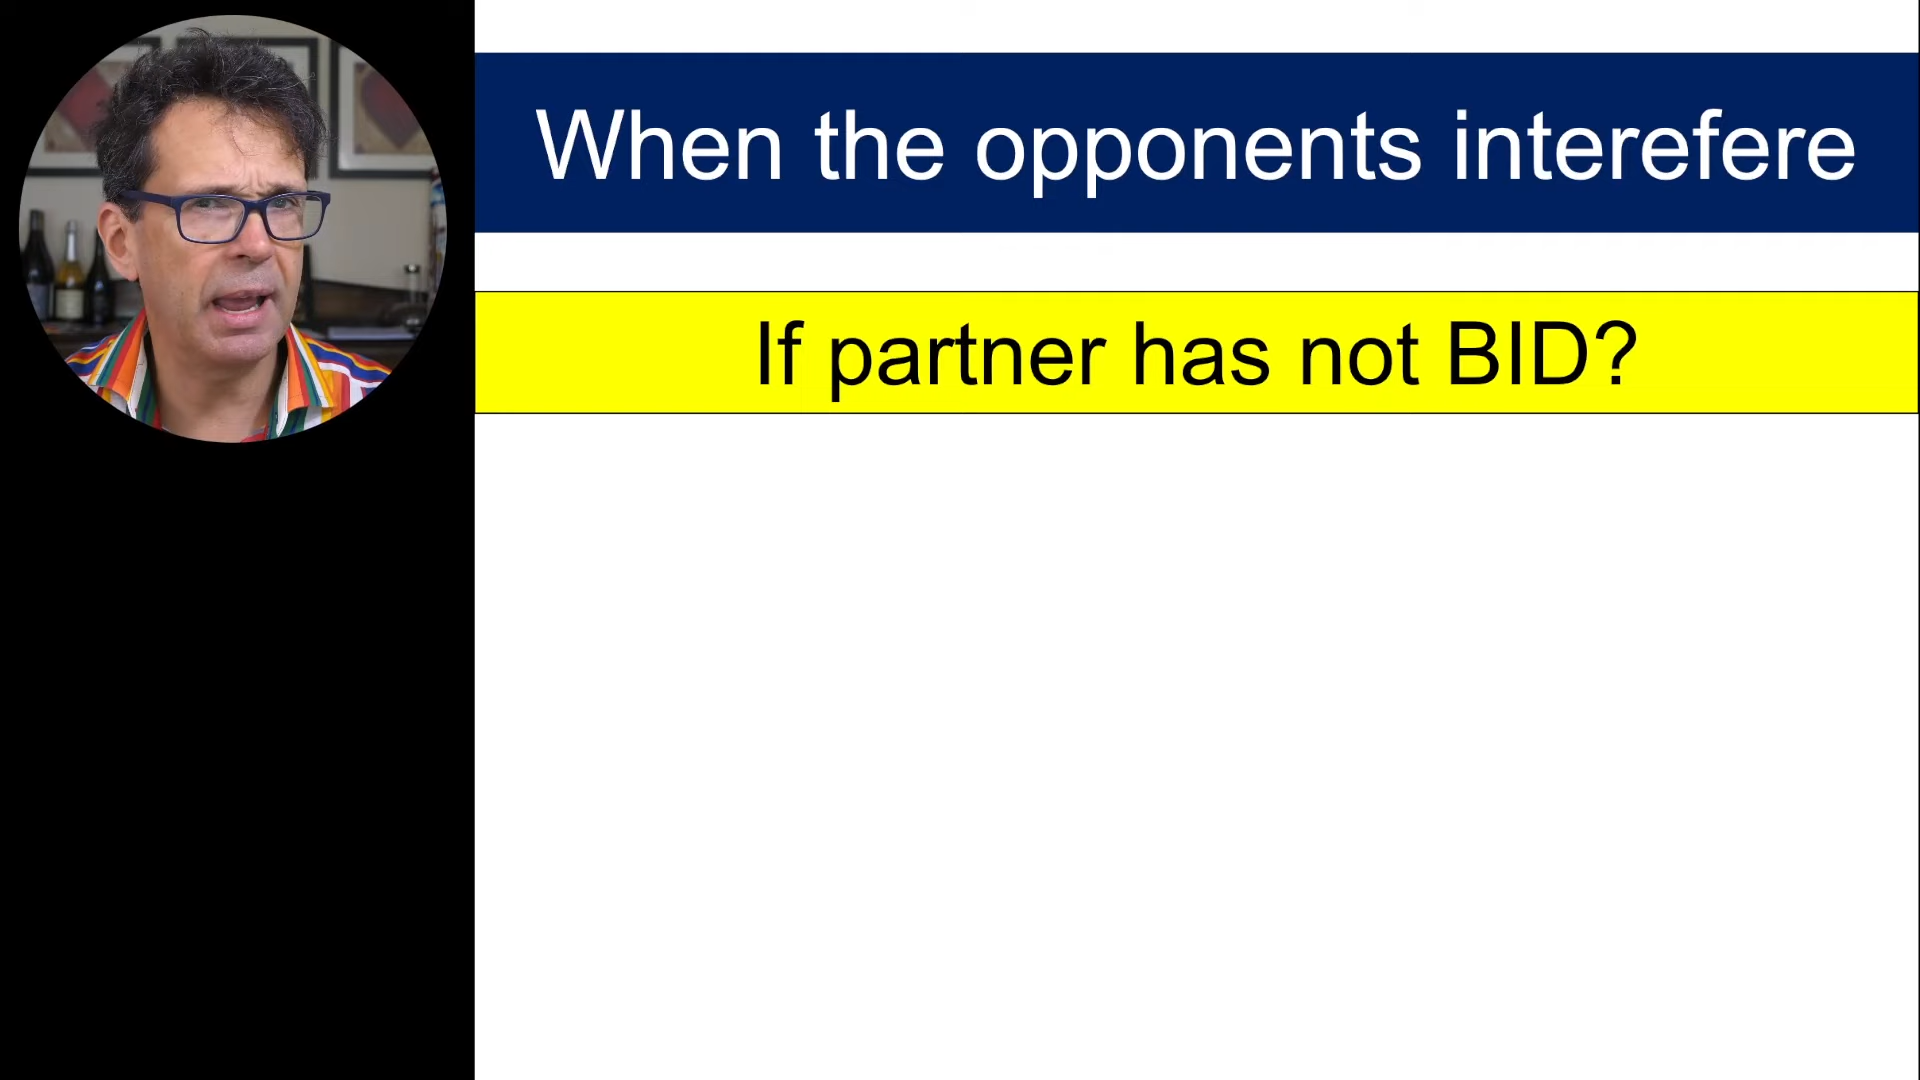 When the opponents interefere
If partner has not BID?